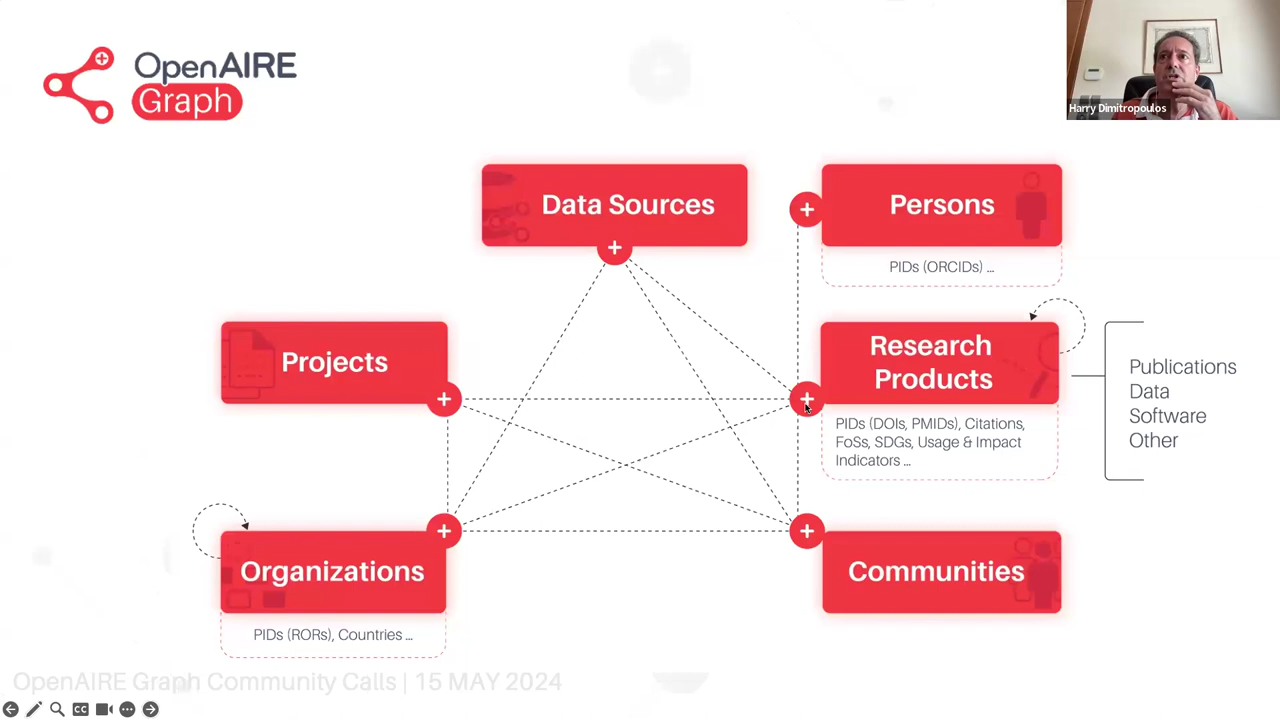 OpenAIRE
Graph
Harry Dimitropoulos
Data Sources
Persons
PIDs (ORCIDs) ...
Projects
Research
Products
PIDs (DOIs, PMIDs), Citations,
FoSs, SDGs, Usage & Impact
Indicators ...
Publications
Data
Software
Other
Organizations
PIDs (RORs), Countries ...
Communities
OpenAIRE Graph Community Calls | 15 MAY 2024
CC